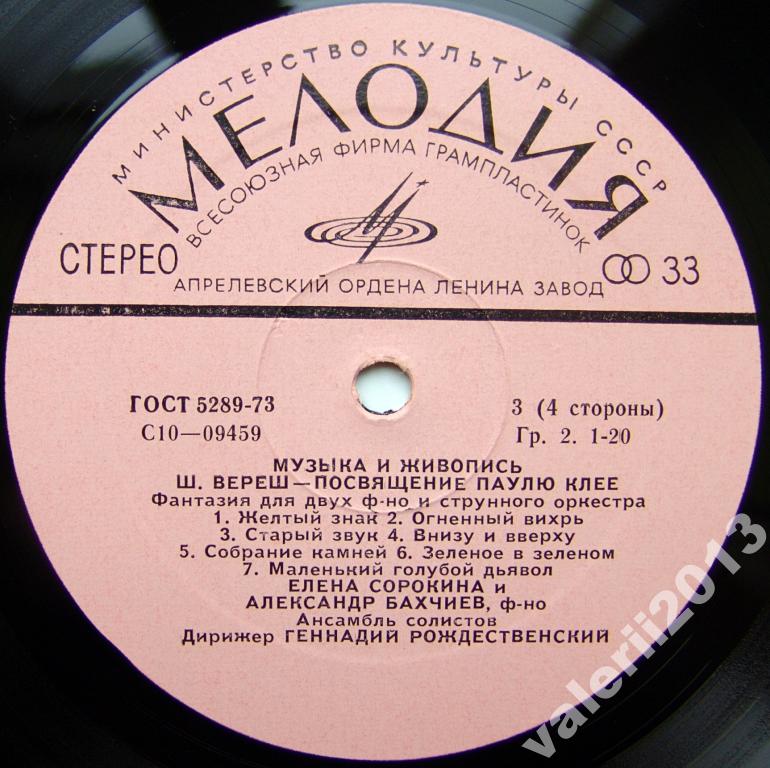 МИНИСТЕРСТВО КУЛЬТУРЫ СССР
МЕЛОДИЯ
ВСЕСОЮЗНАЯ ФИРМА ГРАМПЛАСТИНОК
СТЕРЕО
33
АПРЕЛЕВСКИЙ ОРДЕНА ЛЕНИНА ЗАВОД
ГОСТ 5289-73
3 (4 стороны)
С10—09459
Гр. 2. 1-20
МУЗЫКА И ЖИВОПИСЬ
Ш. ВЕРЕШ—ПОСВЯЩЕНИЕ ПАУЛЮ КЛЕЕ
Фантазия для двух ф-но и струнного оркестра
1. Желтый знак 2. Огненный вихрь
3. Старый звук 4. Внизу и вверху
5. Собрание камней 6. Зеленое в зеленом
7. Маленький голубой дьявол
ЕЛЕНА СОРОКИНА и
АЛЕКСАНДР БАХЧИЕВ, ф-но
Ансамбль солистов
Дирижер ГЕННАДИЙ РОЖДЕСТВЕНСКИЙ
valerii2013